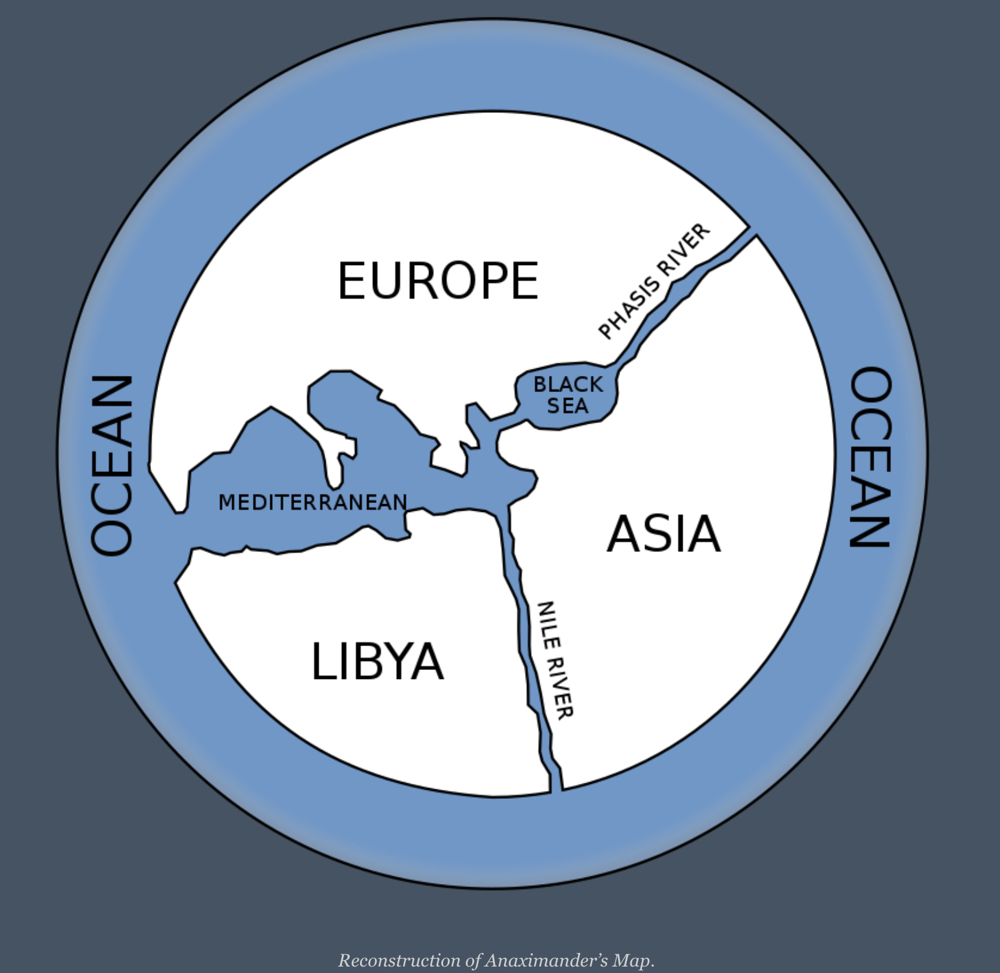 EUROPE
PHASIS RIVER
BLACK
SEA
OCEAN
OCEAN
MEDITERRANEAN
ASIA
NILE RIVER
LIBYA
Reconstruction of Anaximander’s Map.